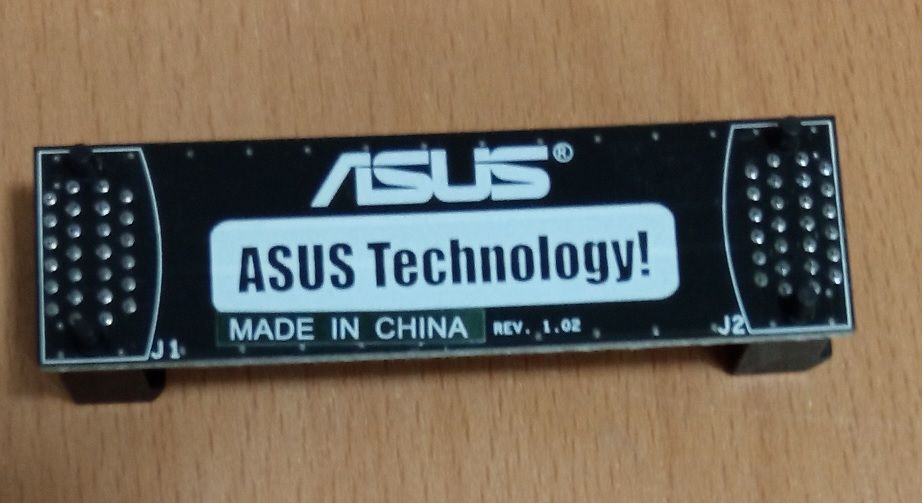 ASUS®
ASUS Technology!
MADE IN CHINA REV. 1.02
J1
J2